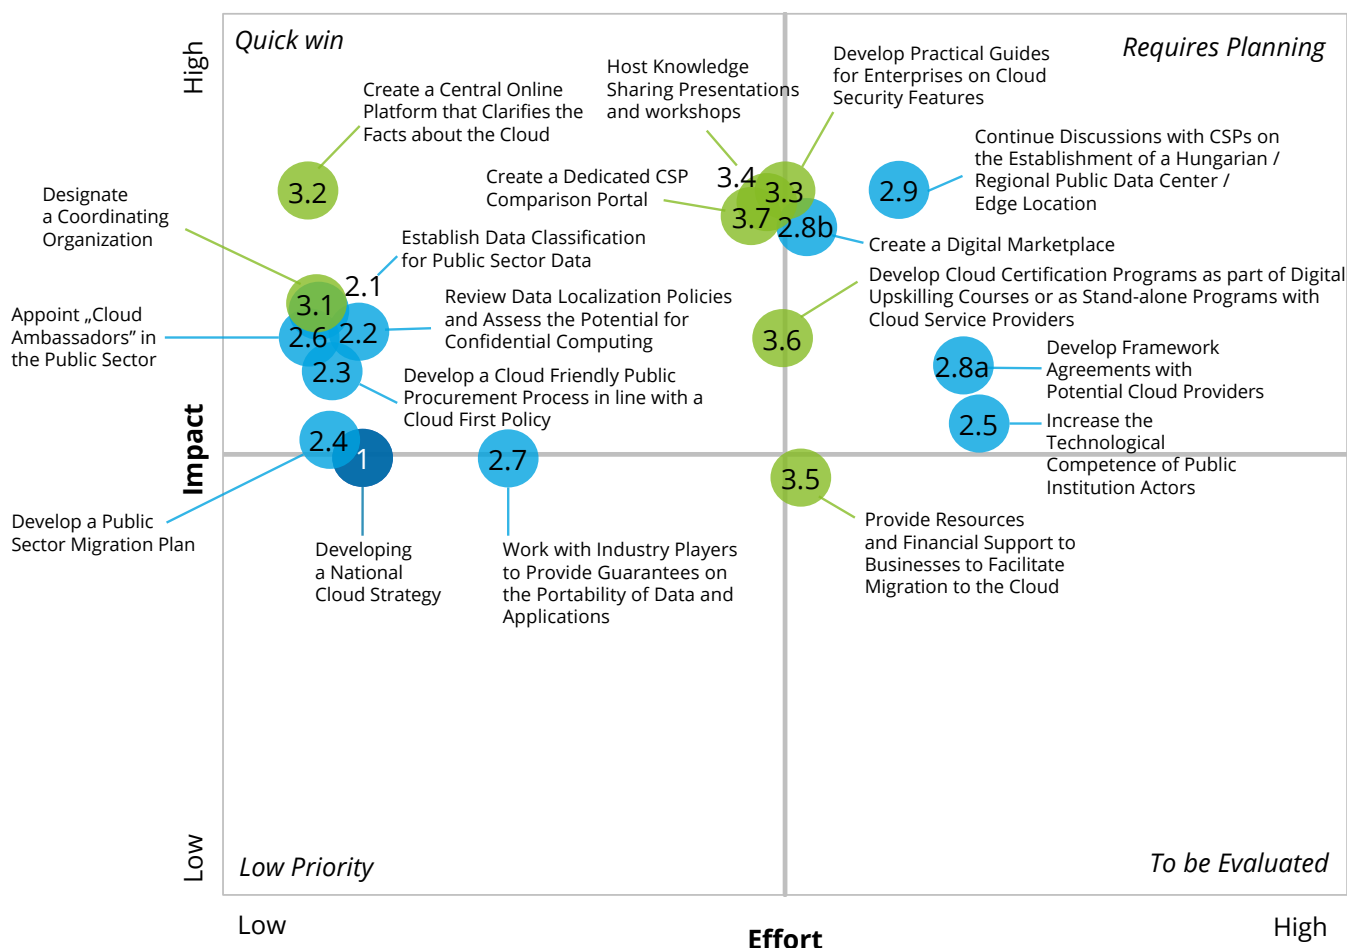 Quick win
Requires Planning
High
Host Knowledge
Sharing Presentations
and workshops
Develop Practical Guides
for Enterprises on Cloud
Security Features
Create a Central Online
Platform that Clarifies the
Facts about the Cloud
Continue Discussions with CSPs on
the Establishment of a Hungarian /
Regional Public Data Center /
Edge Location
3.2
3.4
3.3
2.9
Create a Dedicated CSP
Comparison Portal
3.7
2.8b
Designate
a Coordinating
Organization
Establish Data Classification
for Public Sector Data
Create a Digital Marketplace
2.1
3.1
Develop Cloud Certification Programs as part of Digital
Upskilling Courses or as Stand-alone Programs with
Cloud Service Providers
Appoint „Cloud
Ambassadors” in
the Public Sector
2.6
2.2
Review Data Localization Policies
and Assess the Potential for
Confidential Computing
3.6
2.3
Develop a Cloud Friendly Public
Procurement Process in line with a
Cloud First Policy
2.8a
Develop Framework
Agreements with
Potential Cloud Providers
2.5
Increase the
Technological
Competence of Public
Institution Actors
Impact
2.4
1
2.7
3.5
Develop a Public
Sector Migration Plan
Developing
a National
Cloud Strategy
Work with Industry Players
to Provide Guarantees on
the Portability of Data and
Applications
Provide Resources
and Financial Support to
Businesses to Facilitate
Migration to the Cloud
Low
Low Priority
To be Evaluated
Low
Effort
High